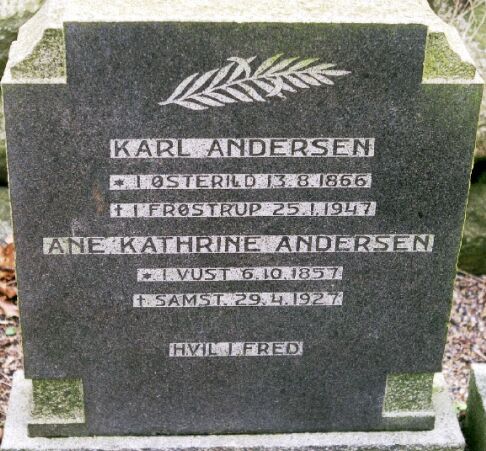 KARL ANDERSEN
* I ØSTERILD 13.8.1866
† I FRØSTRUP 25.1.1947
ANE KATHRINE ANDERSEN
* I VUST 6.10.1857
† SAMST. 29.4.1927
HVIL I FRED